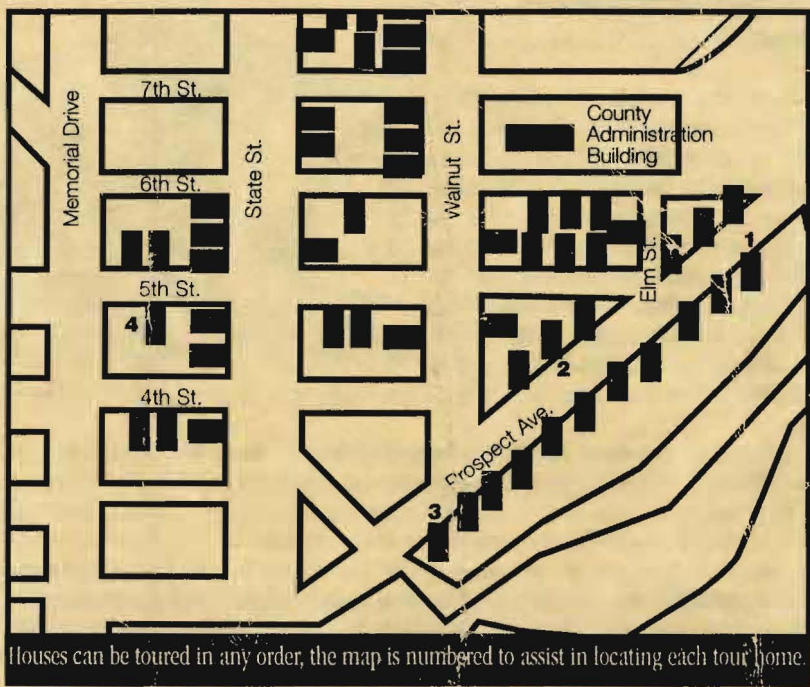 7th St.
Memorial Drive
State St.
Walnut St.
County
Administration
Building
6th St.
Elm St.
1
5th St.
4
2
4th St.
Prospect Ave.
3
Houses can be toured in any order, the map is numbered to assist in locating each tour home.